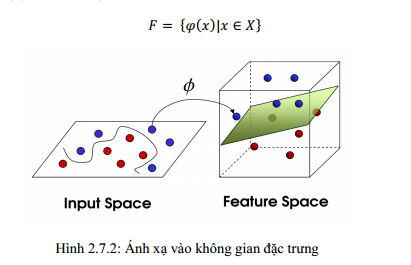 F = {φ(x)|x ∈ X}
ϕ
Input Space
Feature Space
Hình 2.7.2: Ánh xạ vào không gian đặc trưng